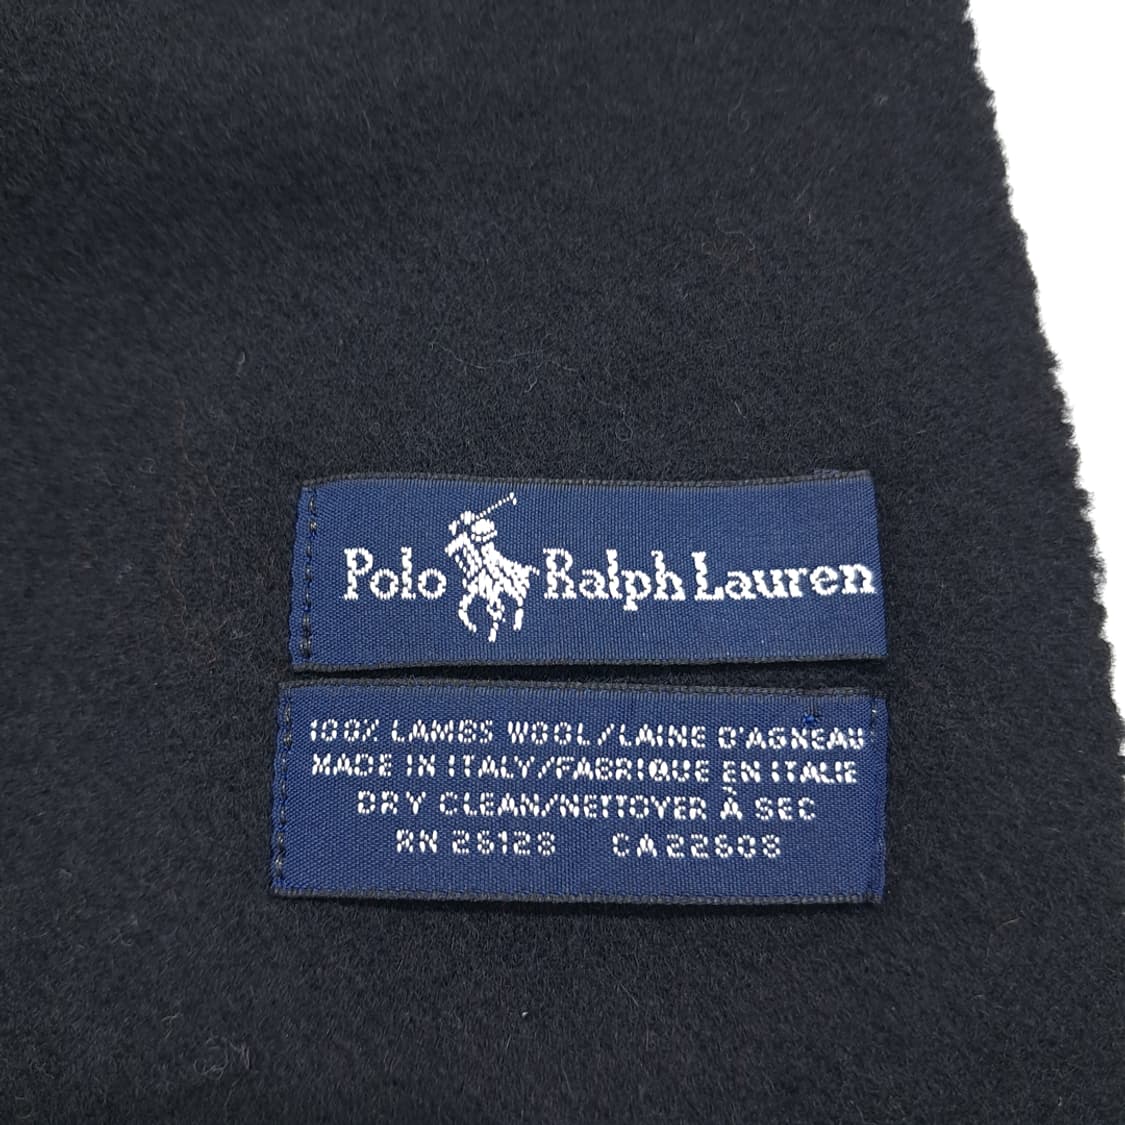 Polo Ralph Lauren
100% LAMBS WOOL/LAINE D'AGNEAU
MADE IN ITALY/FABRIQUE EN ITALIE
DRY CLEAN/NETTOYER À SEC
RN 26128 CA22608